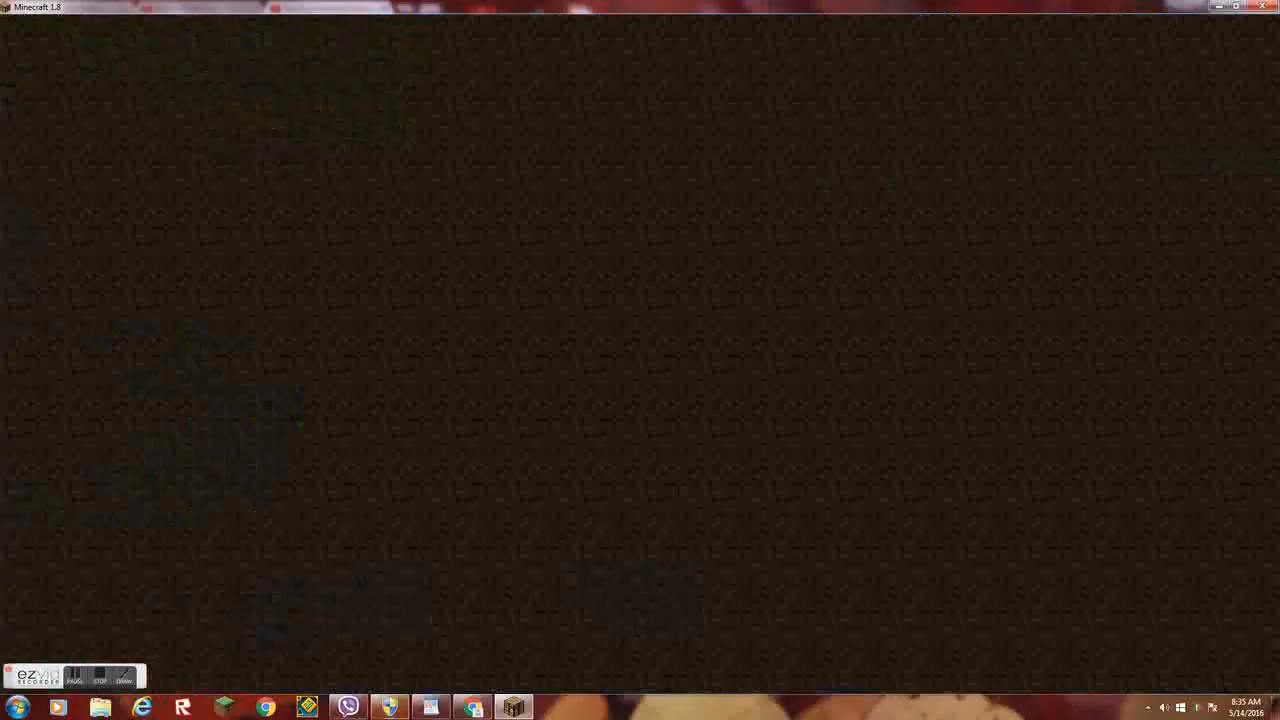 Minecraft 1.8
ezvid
RECORDER
PAUSE
STOP
DRAW
8:35 AM
5/14/2016